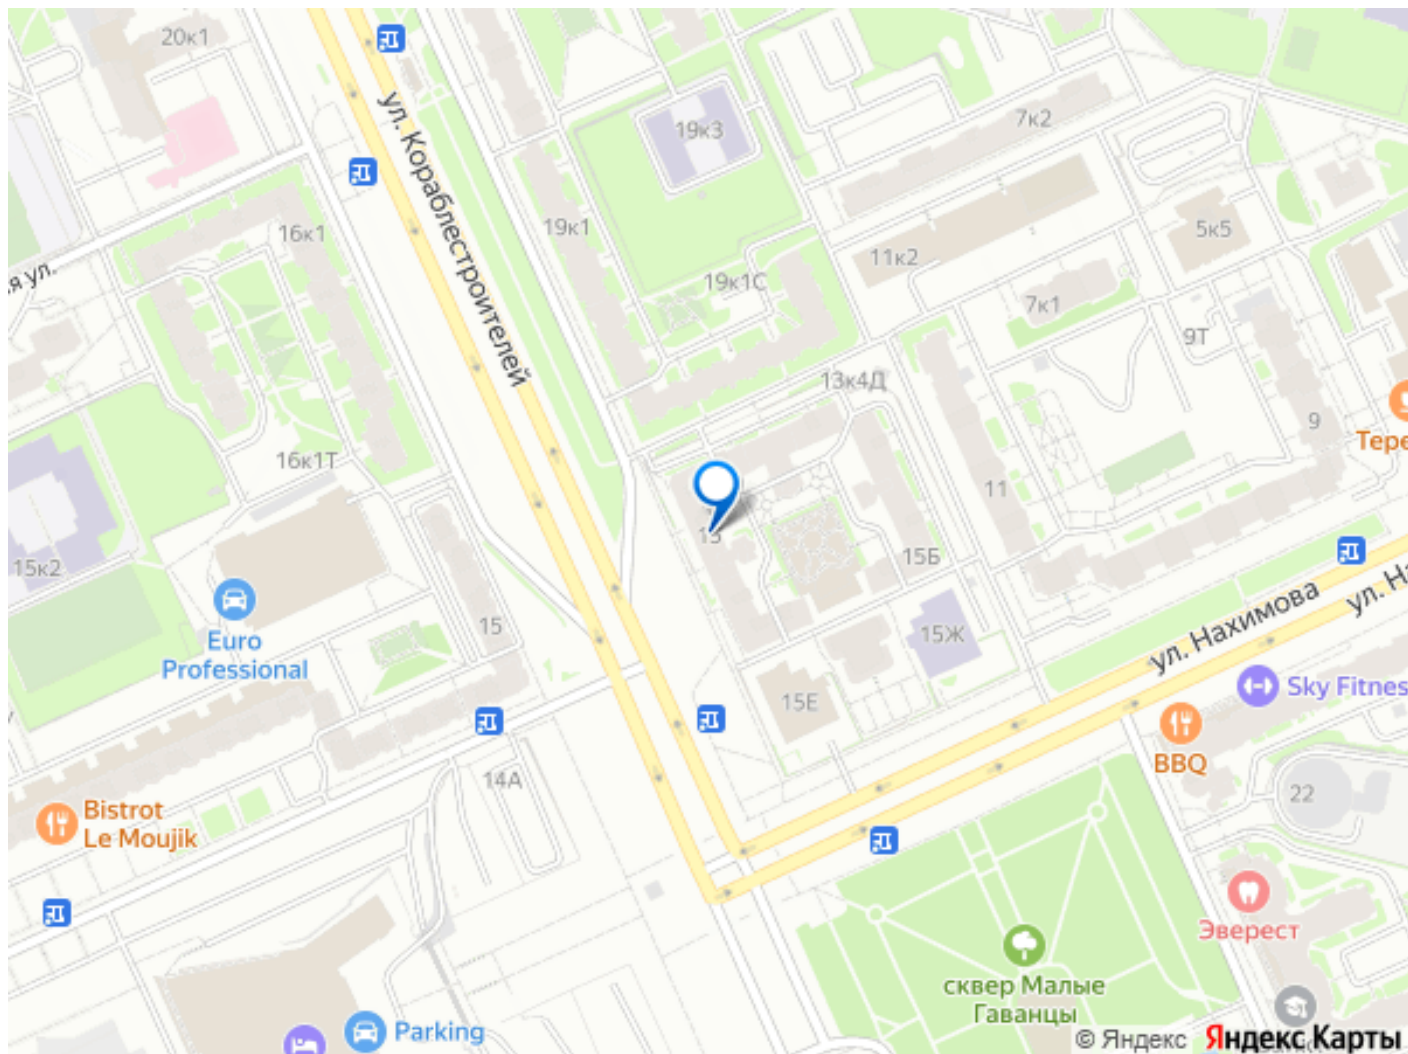 20к1
ул. Кораблестроителей
19к3
7к2
16к1
19к1
5к5
11к2
я ул.
19к1С
7к1
9Т
13к4Д
9
Тере
16к1Т
11
15к2
15Б
Euro
Professional
15
15Ж
ул. Нахимова
ул. На
15Е
Sky Fitnes
BBQ
14А
22
Bistrot
Le Moujik
Эверест
сквер Малые
Гаванцы
Parking
© Яндекс Яндекс Карты